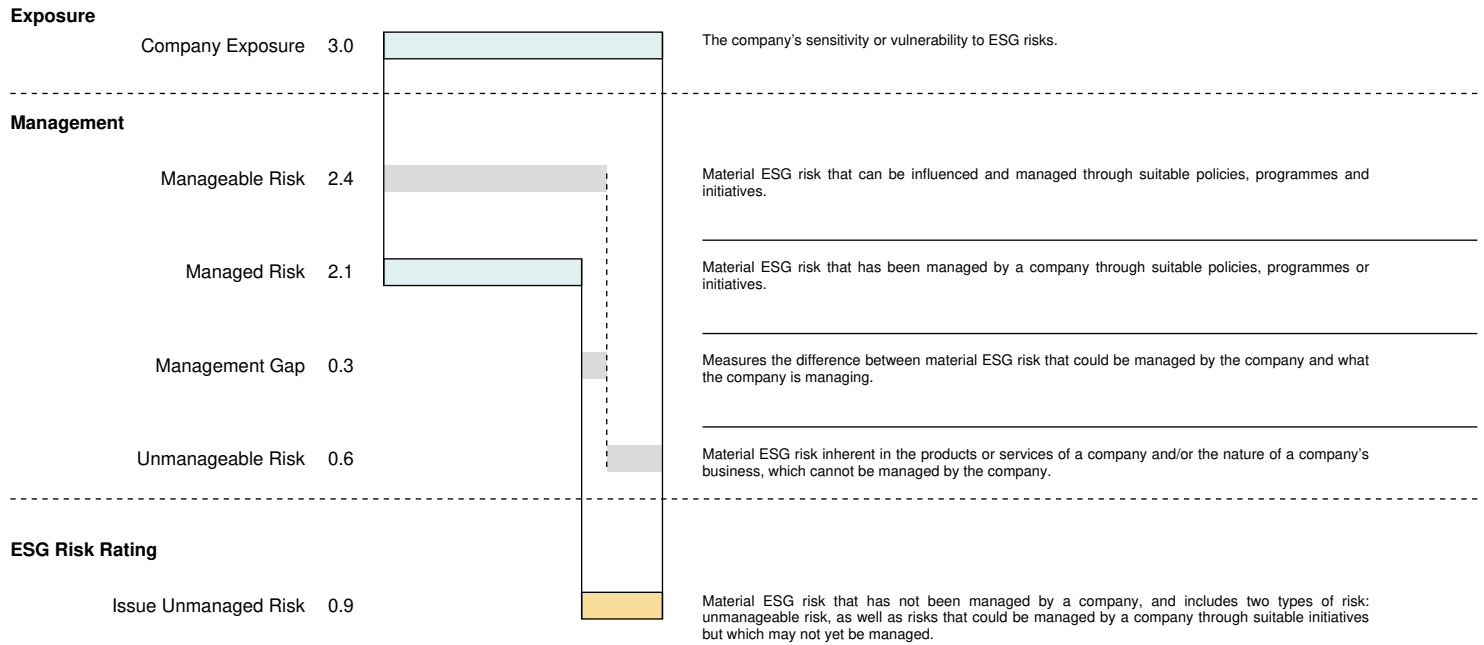 Exposure
Company Exposure 3.0
The company's sensitivity or vulnerability to ESG risks.
Management
Manageable Risk 2.4
Material ESG risk that can be influenced and managed through suitable policies, programmes and
initiatives.
Managed Risk 2.1
Material ESG risk that has been managed by a company through suitable policies, programmes or
initiatives.
Management Gap 0.3
Measures the difference between material ESG risk that could be managed by the company and what
the company is managing.
Unmanageable Risk 0.6
Material ESG risk inherent in the products or services of a company and/or the nature of a company's
business, which cannot be managed by the company.
ESG Risk Rating
Issue Unmanaged Risk 0.9
Material ESG risk that has not been managed by a company, and includes two types of risk:
unmanageable risk, as well as risks that could be managed by a company through suitable initiatives
but which may not yet be managed.